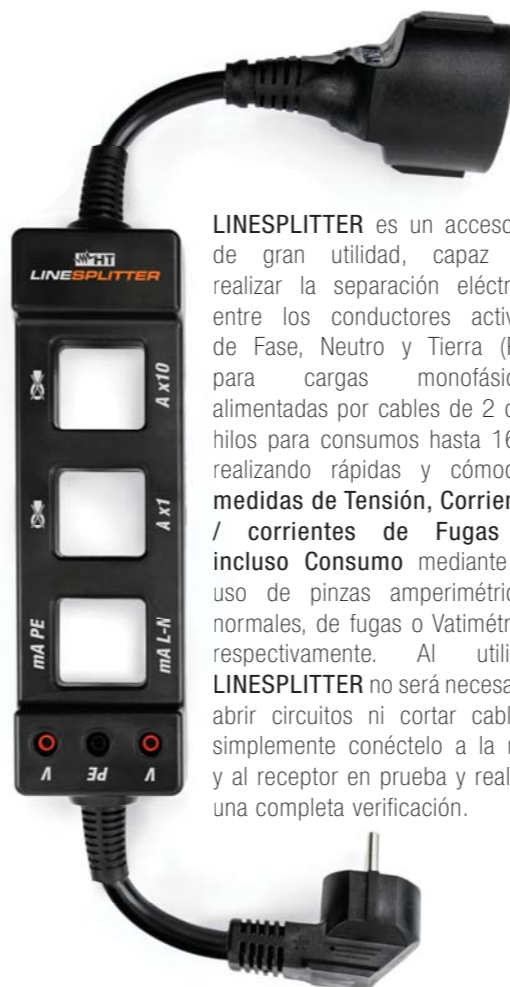 HT
LINESPLITTER
A x10
A x1
mA PE
mA L-N
V PE V
LINESPLITTER es un acceso
de gran utilidad, capaz
realizar la separación eléctr
entre los conductores activ
de Fase, Neutro y Tierra (P
para cargas monofásic
alimentadas por cables de 2 o
hilos para consumos hasta 16
realizando rápidas y cómod
medidas de Tensión, Corrien
/ corrientes de Fugas
incluso Consumo mediante
uso de pinzas amperimétric
normales, de fugas o Vatimétr
respectivamente. Al utili
LINESPLITTER no será necesa
abrir circuitos ni cortar cabl
simplemente conéctelo a la r
y al receptor en prueba y real
una completa verificación.